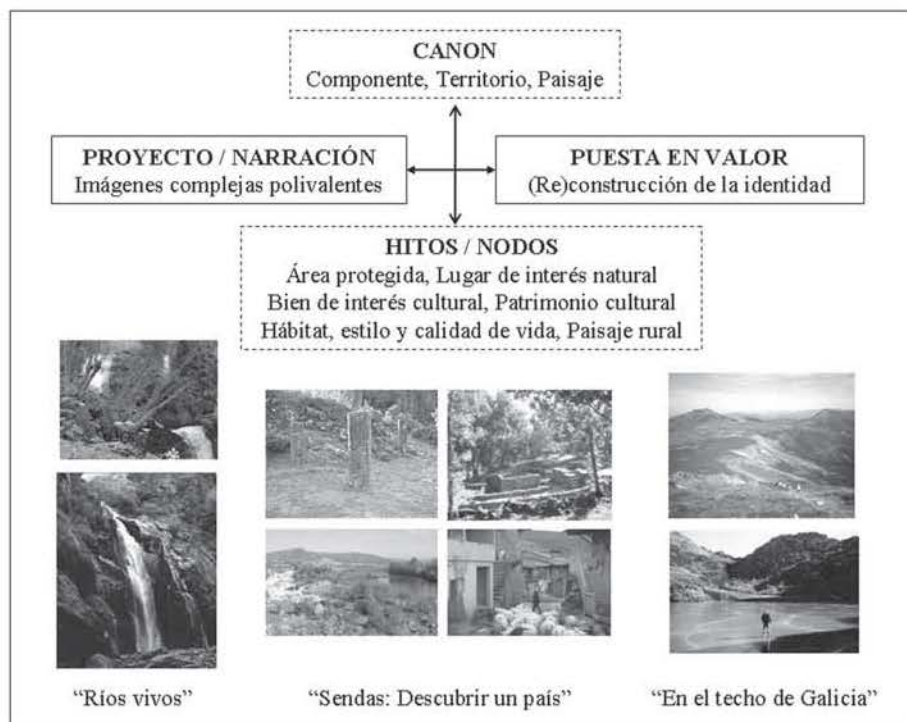 CANON
Componente, Territorio, Paisaje
PROYECTO / NARRACIÓN
Imágenes complejas polivalentes
PUESTA EN VALOR
(Re)construcción de la identidad
HITOS / NODOS
Área protegida, Lugar de interés natural
Bien de interés cultural, Patrimonio cultural
Hábitat, estilo y calidad de vida, Paisaje rural
“Ríos vivos”
“Sendas: Descubrir un país”
“En el techo de Galicia”